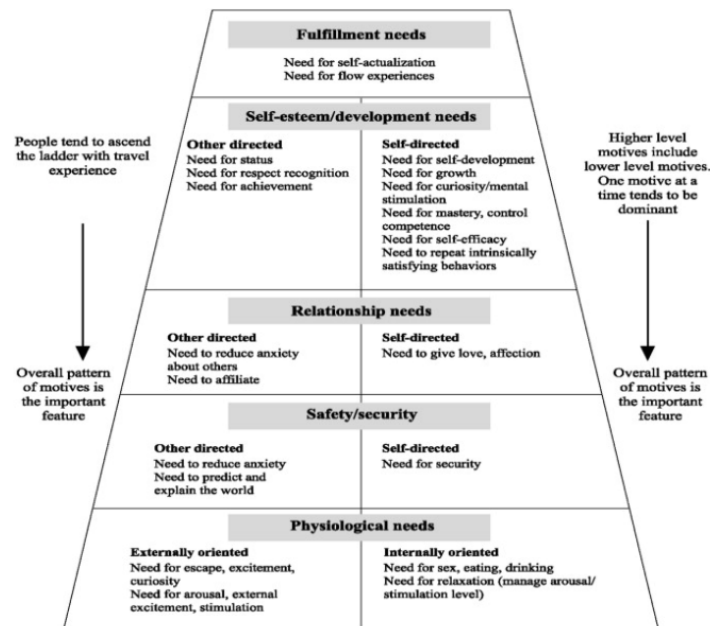 Fulfillment needs
Need for self-actualization
Need for flow experiences
People tend to ascend
the ladder with travel
experience
Overall pattern
of motives is
the important
feature
Self-esteem/development needs
Other directed
Need for status
Need for respect recognition
Need for achievement
Self-directed
Need for self-development
Need for growth
Need for curiosity/mental
stimulation
Need for mastery, control
competence
Need for self-efficacy
Need to repeat intrinsically
satisfying behaviors
Higher level
motives include
lower level motives.
One motive at a
time tends to be
dominant
Overall pattern
of motives is
the important
feature
Relationship needs
Other directed
Need to reduce anxiety
about others
Need to affiliate
Self-directed
Need to give love, affection
Safety/security
Other directed
Need to reduce anxiety
Need to predict and
explain the world
Self-directed
Need for security
Physiological needs
Externally oriented
Need for escape, excitement,
curiosity
Need for arousal, external
excitement, stimulation
Internally oriented
Need for sex, eating, drinking
Need for relaxation (manage arousal/
stimulation level)